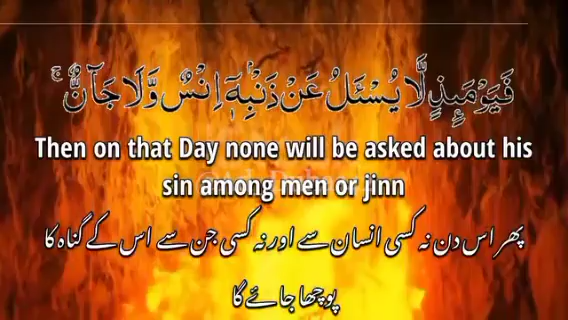 فَيَوْمَئِذٍ لَّا يُسْـَٔلُ عَنْ ذَنْۢبِهٖٓ اِنْسٌ وَّلَا جَآنٌّ ۚ
Then on that Day none will be asked about his
sin among men or jinn
پھر اس دن نہ کسی انسان سے اور نہ کسی جن سے اس کے گناہ کا
پوچھا جائے گا